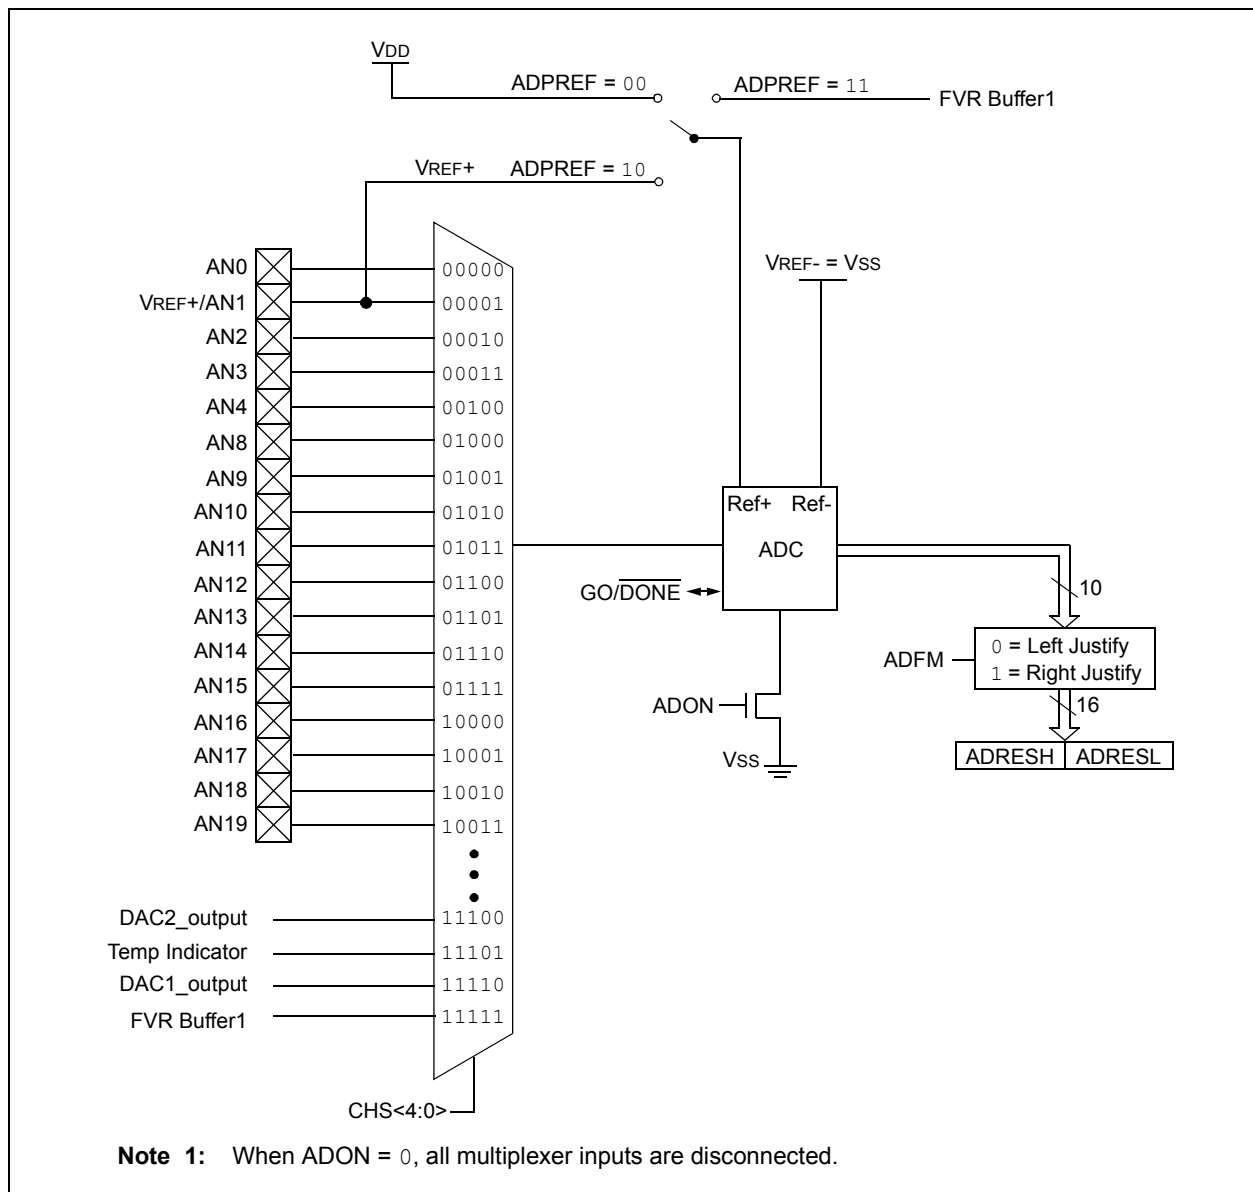 VDD
ADPREF = 00
ADPREF = 11
FVR Buffer1
VREF+ ADPREF = 10
VREF- = VSS
AN0 00000
VREF+/AN1 00001
AN2 00010
AN3 00011
AN4 00100
AN8 01000
AN9 01001
AN10 01010
AN11 01011
AN12 01100
AN13 01101
AN14 01110
AN15 01111
AN16 10000
AN17 10001
AN18 10010
AN19 10011
DAC2_output 11100
Temp Indicator 11101
DAC1_output 11110
FVR Buffer1 11111
CHS<4:0>
Ref+ Ref-
ADC
GO/DONE
10
ADFM
0 = Left Justify
1 = Right Justify
16
ADRESH ADRESL
ADON
VSS
Note 1: When ADON = 0, all multiplexer inputs are disconnected.